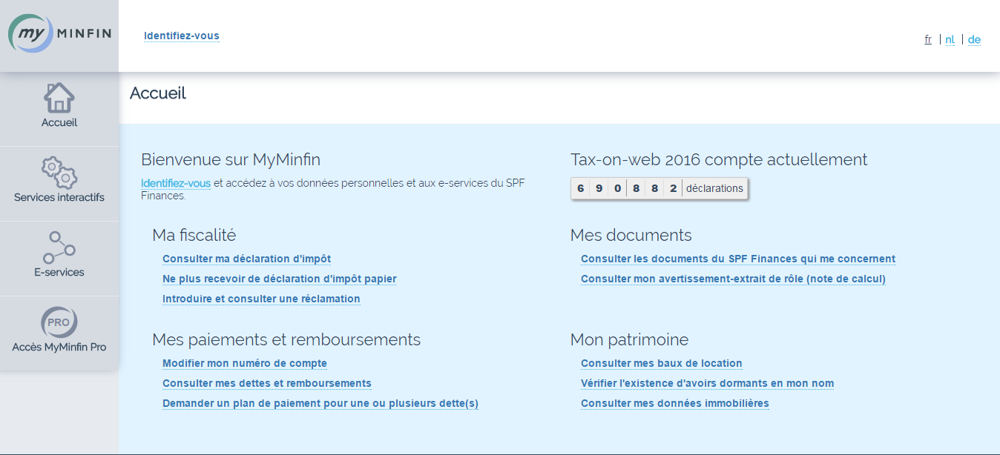 my MINFIN
Identifiez-vous
fr | nl | de
Accueil
Services interactifs
E-services
PRO
Accès MyMinfin Pro
Accueil
Bienvenue sur MyMinfin
Identifiez-vous et accédez à vos données personnelles et aux e-services du SPF
Finances.
Tax-on-web 2016 compte actuellement
6 9 0 8 8 2 déclarations
Ma fiscalité
Consulter ma déclaration d'impôt
Ne plus recevoir de déclaration d'impôt papier
Introduire et consulter une réclamation
Mes documents
Consulter les documents du SPF Finances qui me concernent
Consulter mon avertissement-extrait de rôle (note de calcul)
Mes paiements et remboursements
Modifier mon numéro de compte
Consulter mes dettes et remboursements
Demander un plan de paiement pour une ou plusieurs dette(s)
Mon patrimoine
Consulter mes baux de location
Vérifier l'existence d'avoirs dormants en mon nom
Consulter mes données immobilières